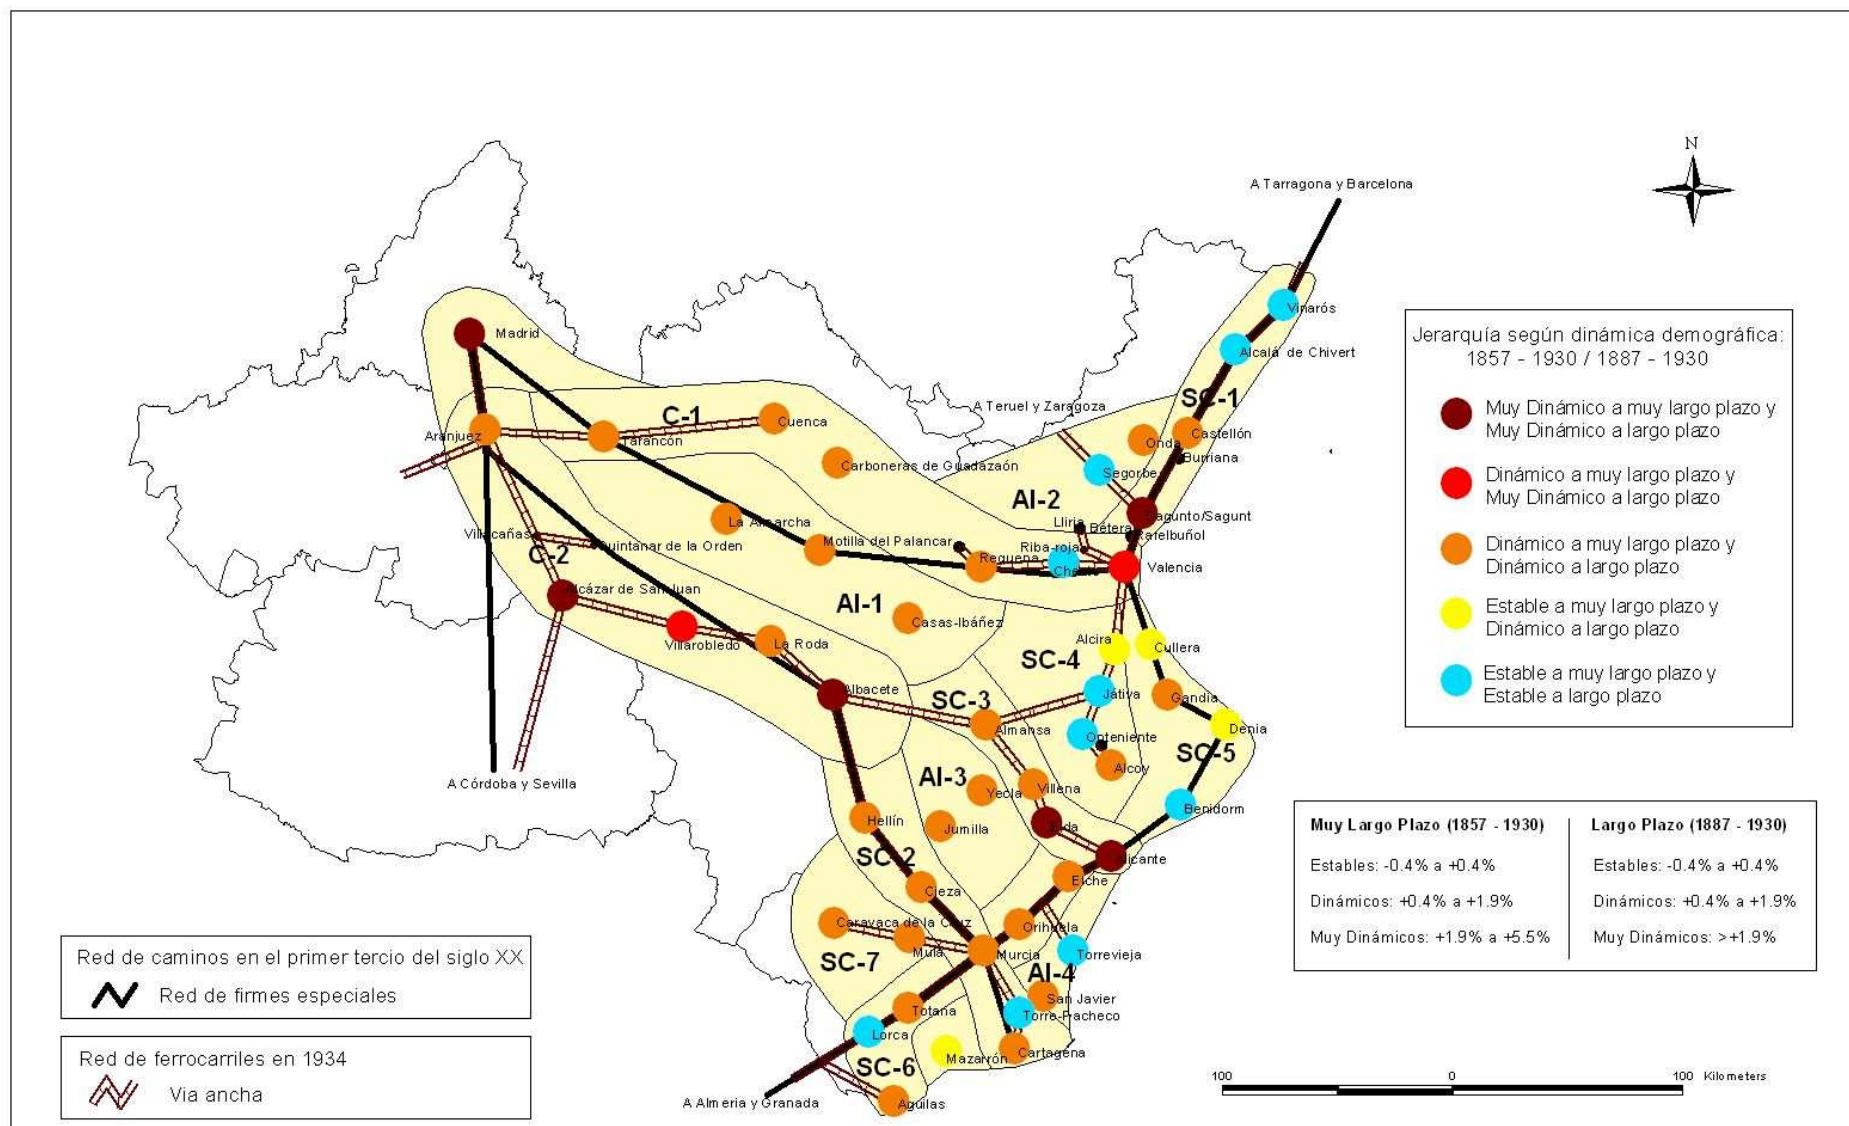 N
A Tarragona y Barcelona
Vinarós
Alcalá de Chivert
Madrid
SC-1
A Teruel y Zaragoza
C-1
Cuenca
Aranjuez
Tarancón
Castellón
Onda
Burriana
Carboneras de Guadazaón
Segorbe
AI-2
La Almarcha
Sagunto/Sagunt
Lliria
Bétera
Rafelbuñol
Villacañas
Quintanar de la Orden
Motilla del Palancar
Riba-roja
C-2
Requena
Cheste
Valencia
Alcázar de San Juan
AI-1
Casas-Ibáñez
Villarobledo
La Roda
Alcira
Cullera
SC-4
Albacete
SC-3
Játiva
Gandia
Almansa
Denia
Onteniente
SC-5
Alcoy
AI-3
A Córdoba y Sevilla
Yecla
Villena
Benidorm
Hellín
Jumilla
Elda
SC-2
Alicante
Cieza
Elche
Caravaca de la Cruz
Orihuela
Mula
Murcia
Torrevieja
SC-7
AI-4
San Javier
Totana
Torre-Pacheco
Lorca
Mazarrón
Cartagena
SC-6
A Almeria y Granada
Aguilas
Jerarquía según dinámica demográfica:
1857 - 1930 / 1887 - 1930
Muy Dinámico a muy largo plazo y
Muy Dinámico a largo plazo
Dinámico a muy largo plazo y
Muy Dinámico a largo plazo
Dinámico a muy largo plazo y
Dinámico a largo plazo
Estable a muy largo plazo y
Dinámico a largo plazo
Estable a muy largo plazo y
Estable a largo plazo
Muy Largo Plazo (1857 - 1930)
Estables: -0.4% a +0.4%
Dinámicos: +0.4% a +1.9%
Muy Dinámicos: +1.9% a +5.5%
Largo Plazo (1887 - 1930)
Estables: -0.4% a +0.4%
Dinámicos: +0.4% a +1.9%
Muy Dinámicos: >+1.9%
Red de caminos en el primer tercio del siglo XX
Red de firmes especiales
Red de ferrocarriles en 1934
Via ancha
100 0 100 Kilometers